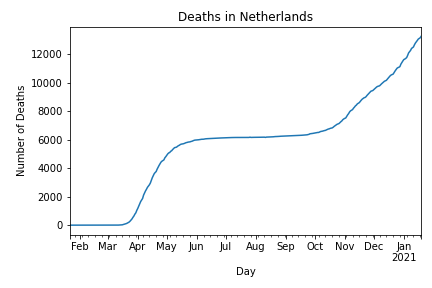 Deaths in Netherlands
Number of Deaths
12000
10000
8000
6000
4000
2000
0
Feb Mar Apr May Jun Jul Aug Sep Oct Nov Dec Jan
2021
Day